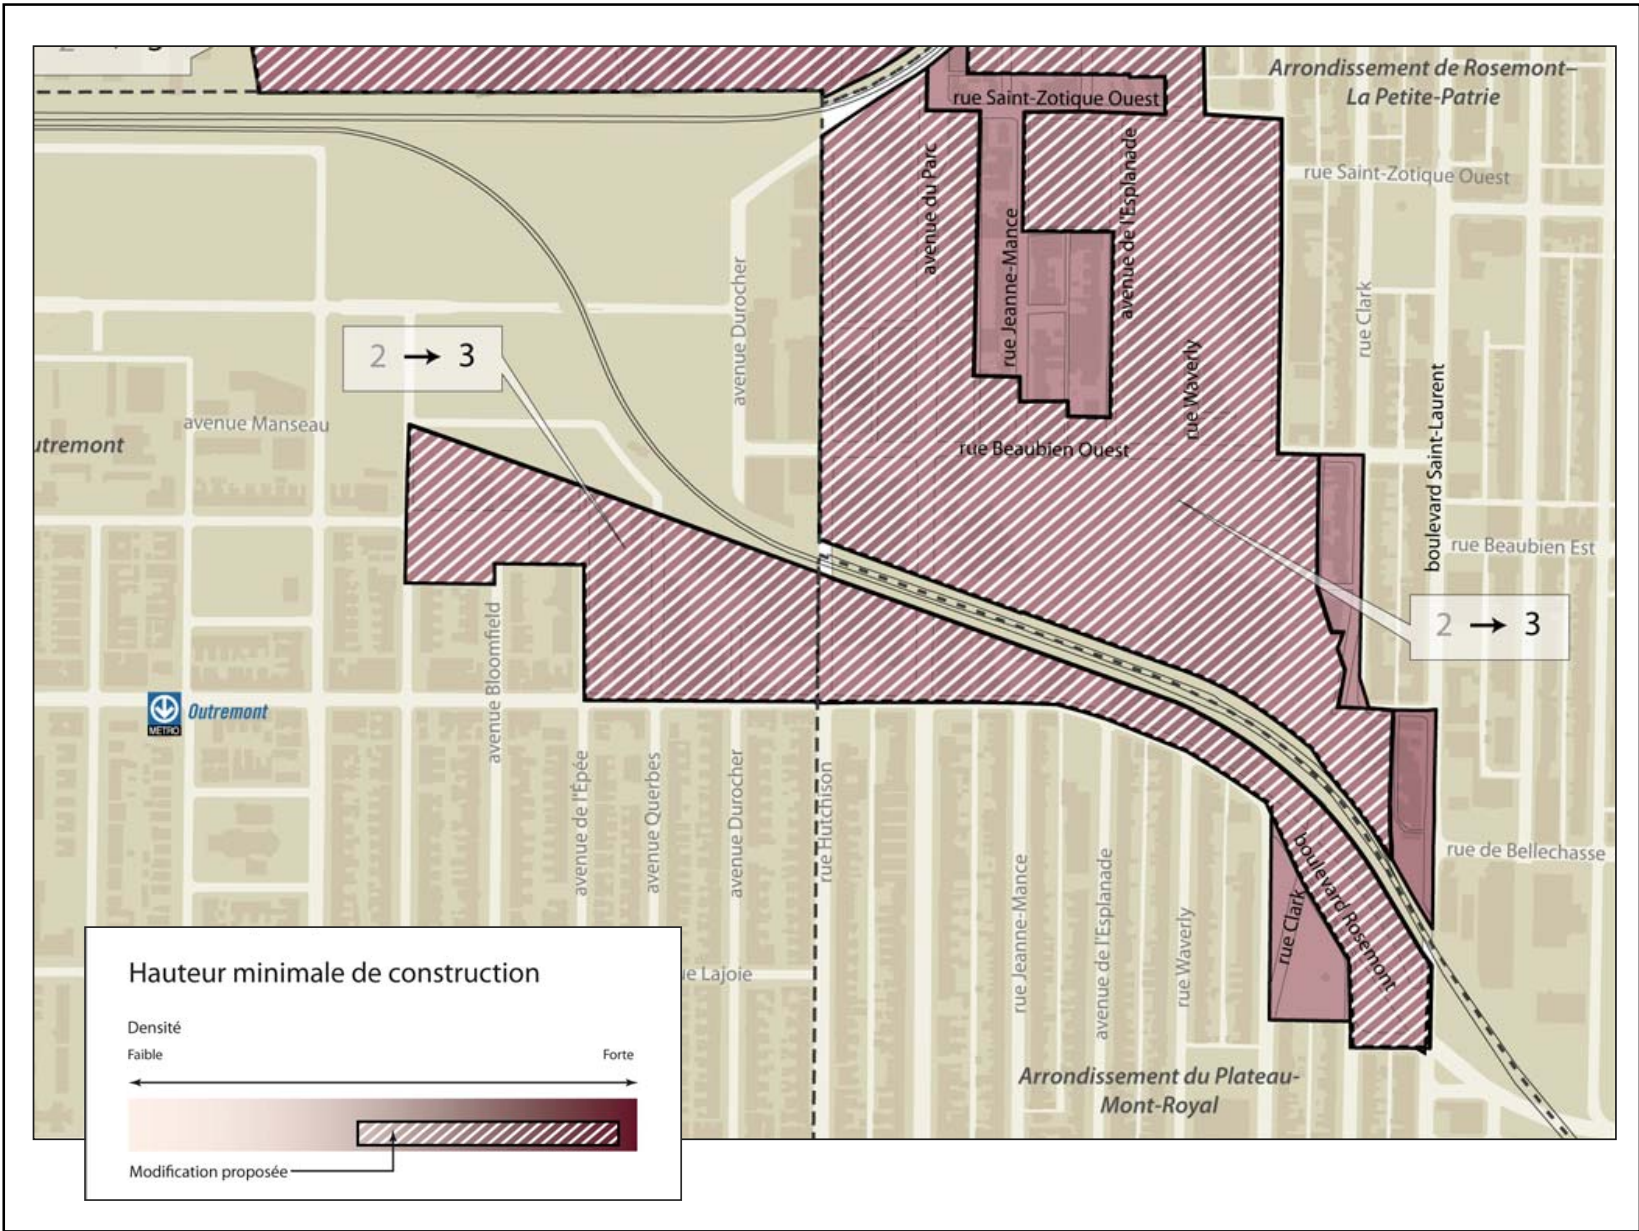 Arrondissement de Rosemont–
La Petite-Patrie
rue Saint-Zotique Ouest
rue Saint-Zotique Ouest
avenue du Parc
avenue de l'Esplanade
rue Jeanne-Mance
avenue Durocher
rue Clark
2 → 3
rue Waverly
boulevard Saint-Laurent
avenue Manseau
utremont
rue Beaubien Ouest
rue Beaubien Est
2 → 3
avenue Bloomfield
METRO
Outremont
avenue de l'Épée
avenue Querbes
avenue Durocher
rue Hutchison
rue Jeanne-Mance
avenue de l'Esplanade
rue Waverly
rue Clark
boulevard Rosemont
rue de Bellechasse
ue Lajoie
Arrondissement du Plateau-
Mont-Royal
Hauteur minimale de construction
Densité
Faible
Forte
Modification proposée